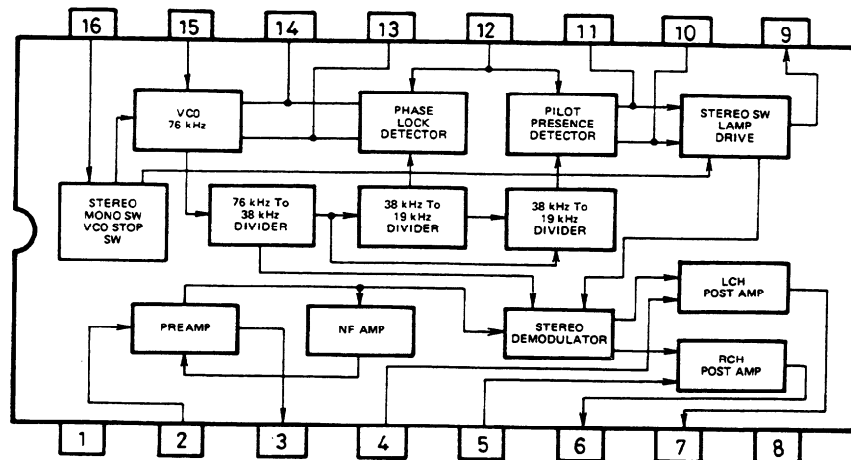 16 15 14 13 12 11 10 9
VCO
76 kHz
PHASE
LOCK
DETECTOR
PILOT
PRESENCE
DETECTOR
STEREO SW
LAMP
DRIVE
STEREO
MONO SW
VCO STOP
SW
76 kHz To
38 kHz
DIVIDER
38 kHz To
19 kHz
DIVIDER
38 kHz To
19 kHz
DIVIDER
PREAMP
NF AMP
STEREO
DEMODULATOR
LCH
POST AMP
RCH
POST AMP
1 2 3 4 5 6 7 8